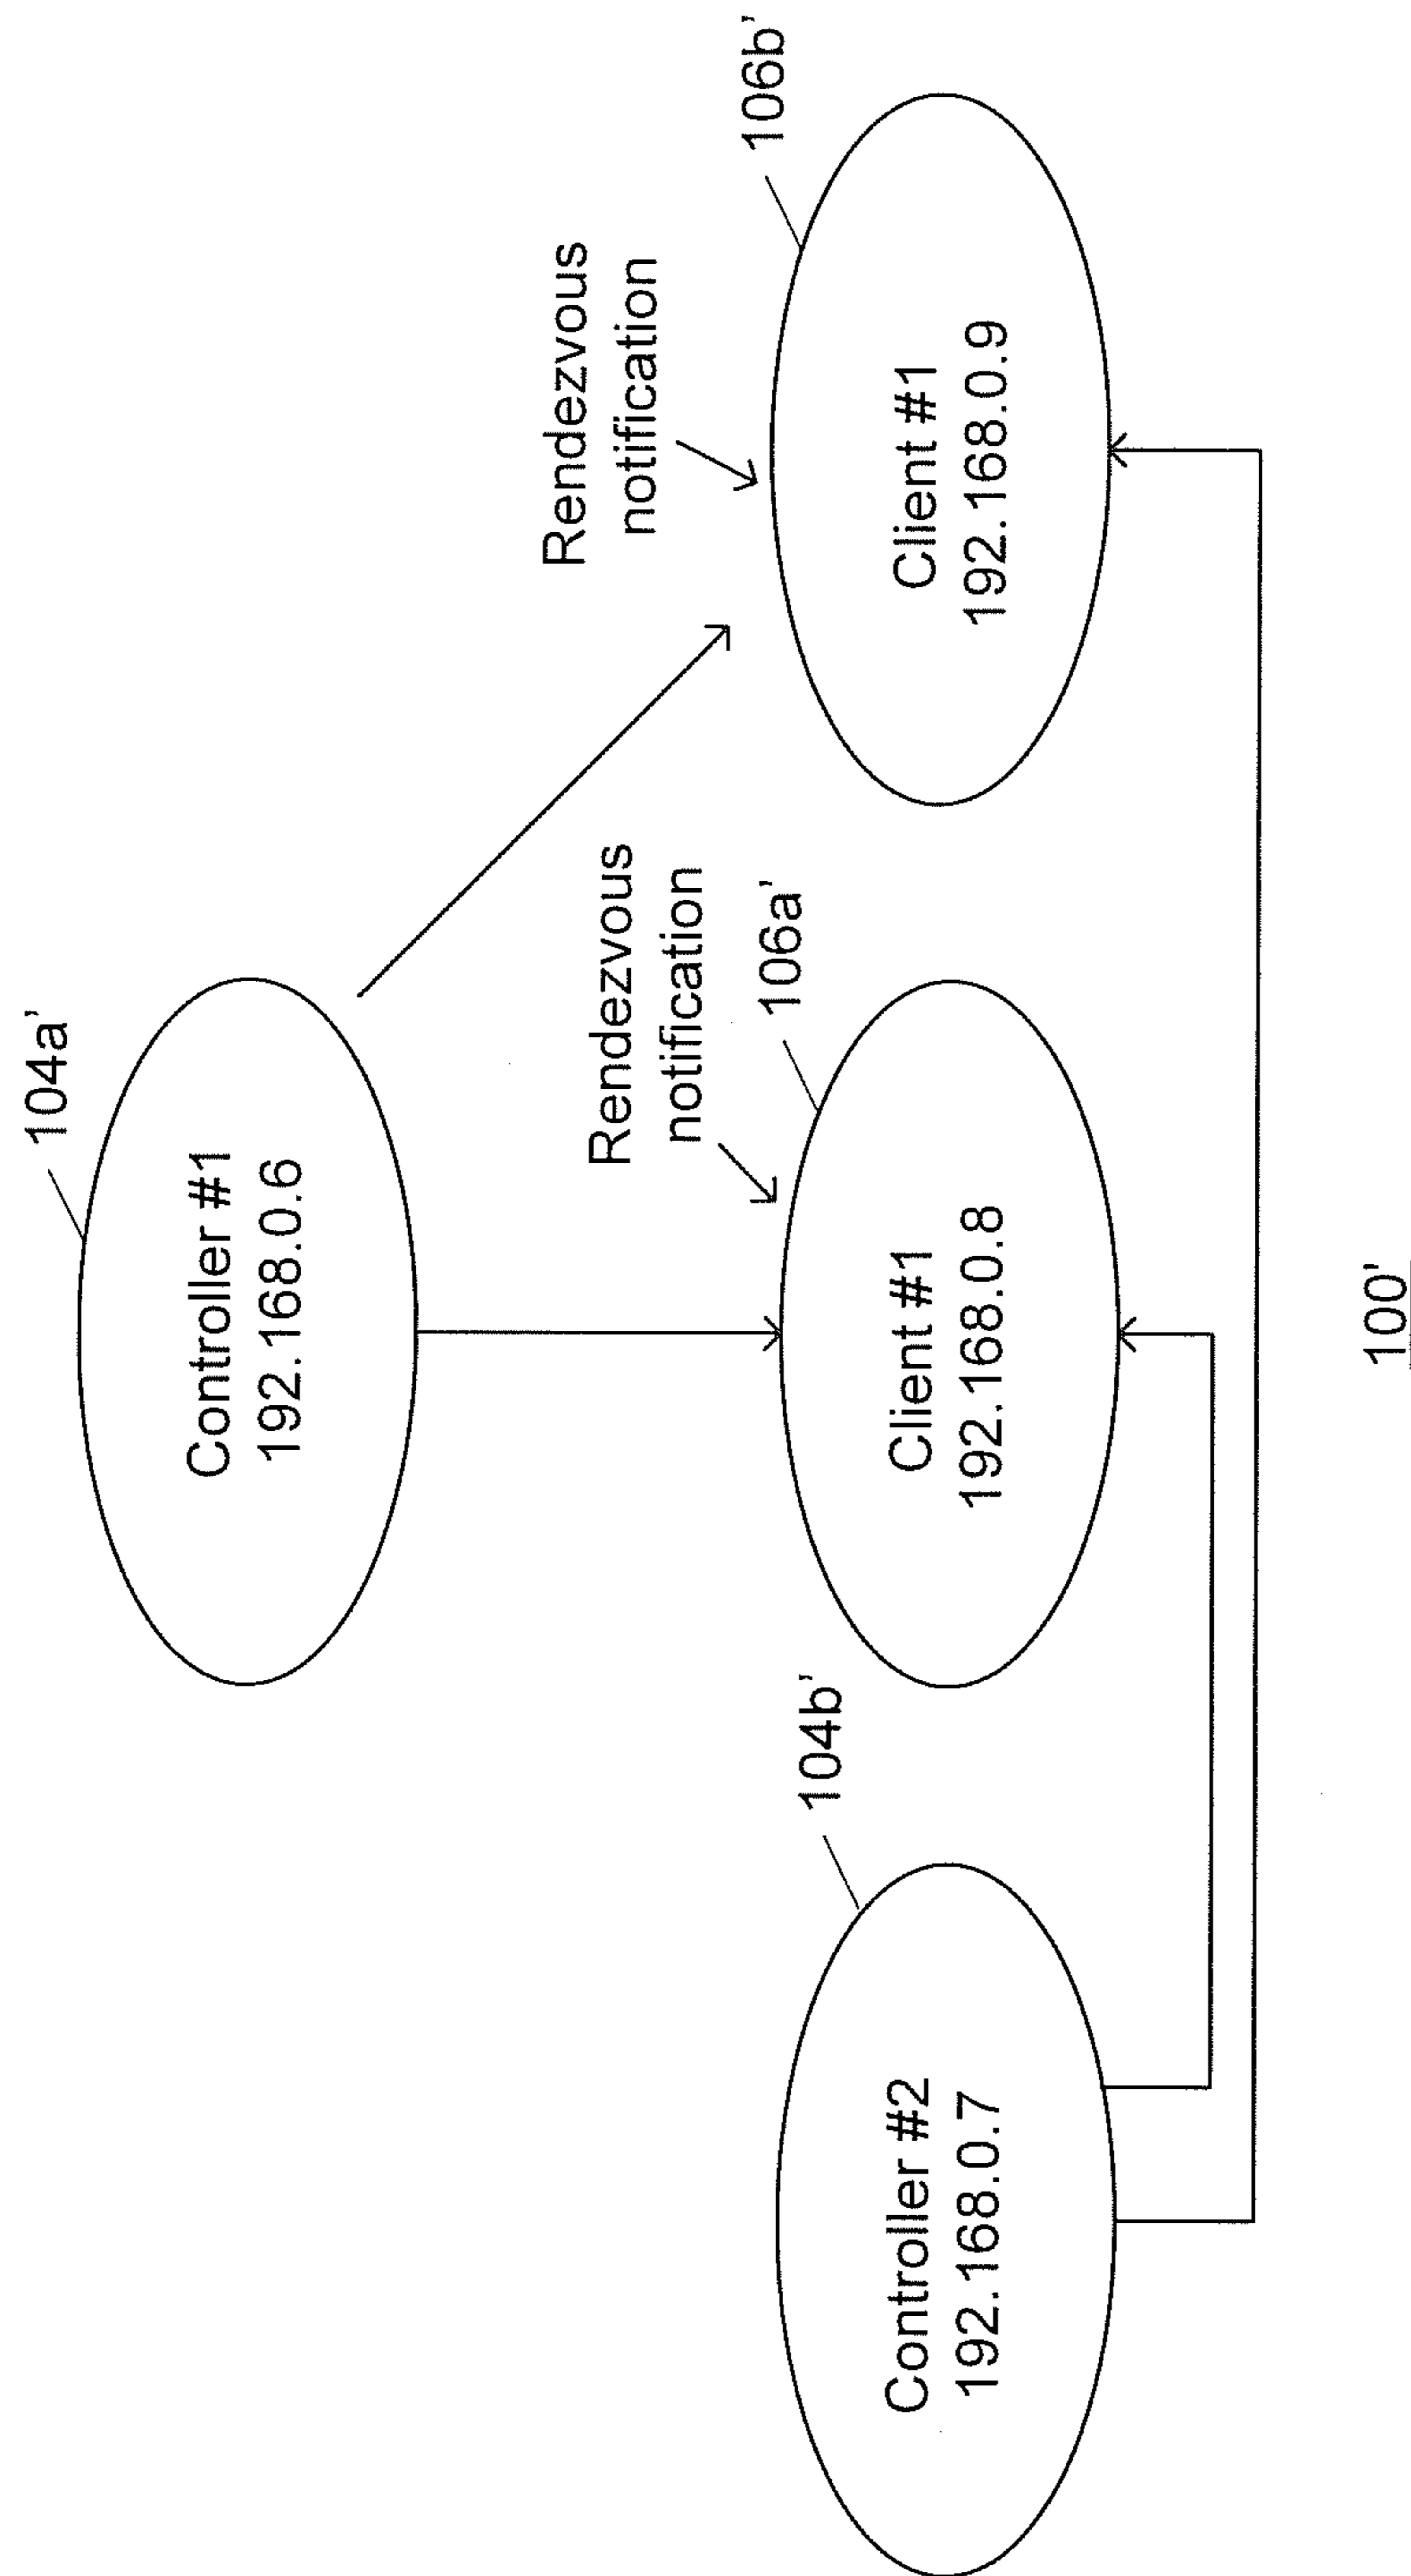 104a’
Controller #1
192.168.0.6
Rendezvous
notification
106b’
Rendezvous
notification
106a’
104b’
Controller #2
192.168.0.7
Client #1
192.168.0.8
Client #1
192.168.0.9
100'